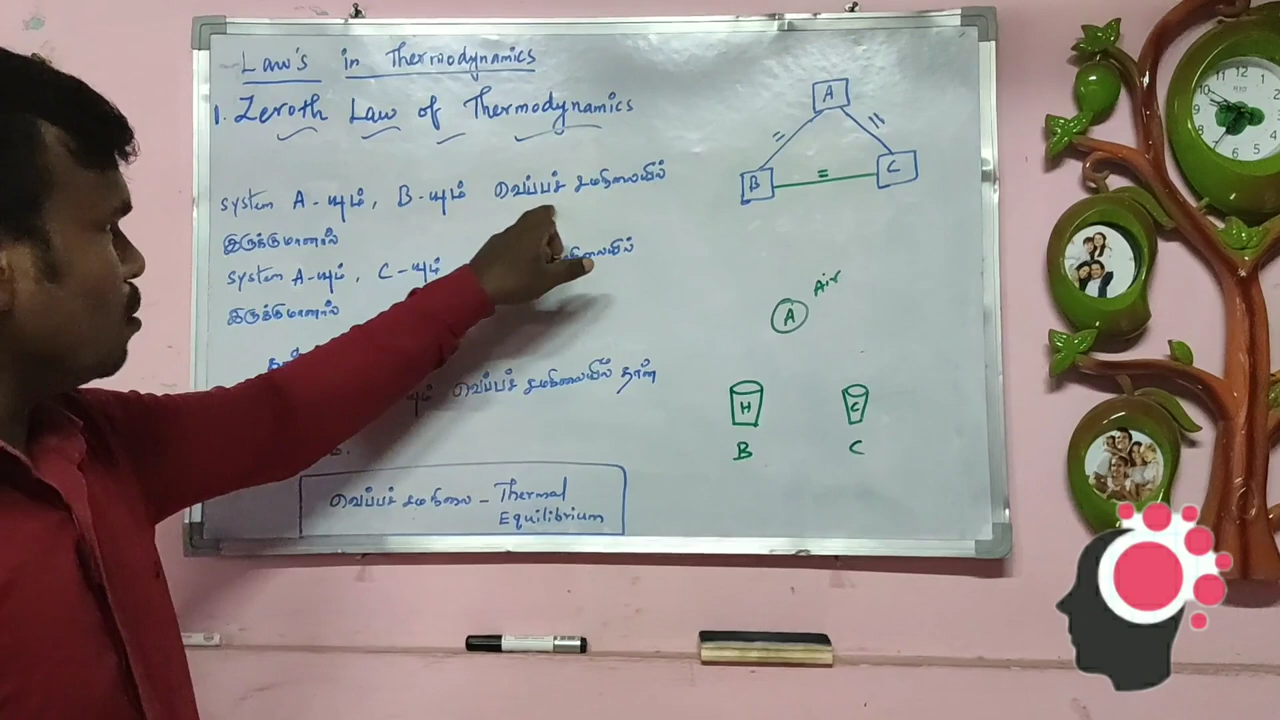 Law's in Thermodynamics
1. Zeroth Law of Thermodynamics
system A-யும், B-யும் வெப்பச் சமநிலையில்
இருக்குமானால்
system A-யும், C-யும்
இருக்குமானால்
யும் வெப்பச் சமநிலையில் தான்
வெப்பச் சமநிலை - Thermal
Equilibrium
A
=
=
B
=
C
Air
A
H
C
B
C